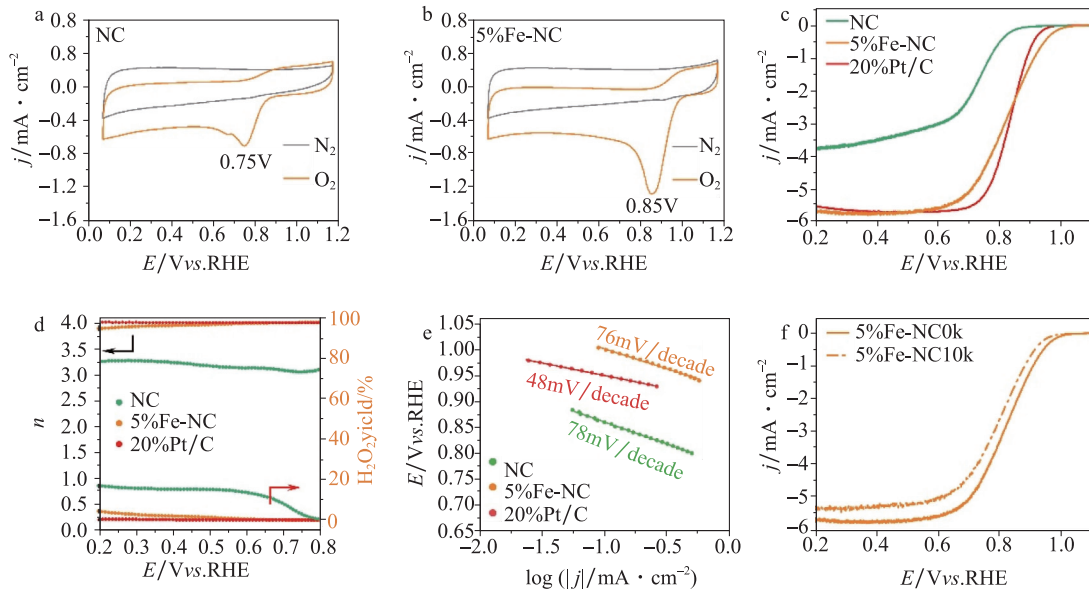 a
NC
j/mA·cm⁻²
0.8
0.4
0.0
−0.4
−0.8
−1.2
−1.6
0.75V
N₂
O₂
0.0 0.2 0.4 0.6 0.8 1.0 1.2
E/Vvs.RHE
b
5%Fe-NC
j/mA·cm⁻²
0.8
0.4
0.0
−0.4
−0.8
−1.2
−1.6
0.85V
N₂
O₂
0.0 0.2 0.4 0.6 0.8 1.0 1.2
E/Vvs.RHE
c
NC
5%Fe-NC
20%Pt/C
j/mA·cm⁻²
0
−1
−2
−3
−4
−5
−6
0.2 0.4 0.6 0.8 1.0
E/Vvs.RHE
d
n
4.0
3.5
3.0
2.5
2.0
1.5
1.0
0.5
0.0
NC
5%Fe-NC
20%Pt/C
100
80
60
40
20
0
H₂O₂yicld/%
0.2 0.3 0.4 0.5 0.6 0.7 0.8
E/Vvs.RHE
e
E/Vvs.RHE
1.05
1.00
0.95
0.90
0.85
0.80
0.75
0.70
0.65
76mV/decade
48mV/decade
78mV/decade
NC
5%Fe-NC
20%Pt/C
−2.0 −1.5 −1.0 −0.5 0.0
log (|j|/mA·cm⁻²)
f
5%Fe-NC0k
5%Fe-NC10k
j/mA·cm⁻²
0
−1
−2
−3
−4
−5
−6
0.2 0.4 0.6 0.8 1.0
E/Vvs.RHE